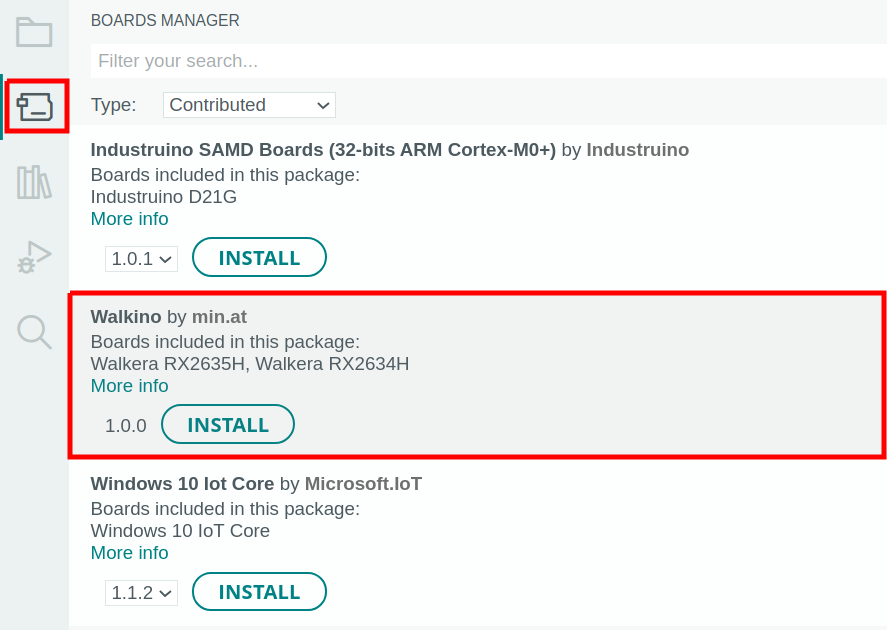 BOARDS MANAGER
Filter your search...
Type: Contributed
Industruino SAMD Boards (32-bits ARM Cortex-M0+) by Industruino
Boards included in this package:
Industruino D21G
More info
1.0.1 INSTALL
Walkino by min.at
Boards included in this package:
Walkera RX2635H, Walkera RX2634H
More info
1.0.0 INSTALL
Windows 10 Iot Core by Microsoft.IoT
Boards included in this package:
Windows 10 IoT Core
More info
1.1.2 INSTALL